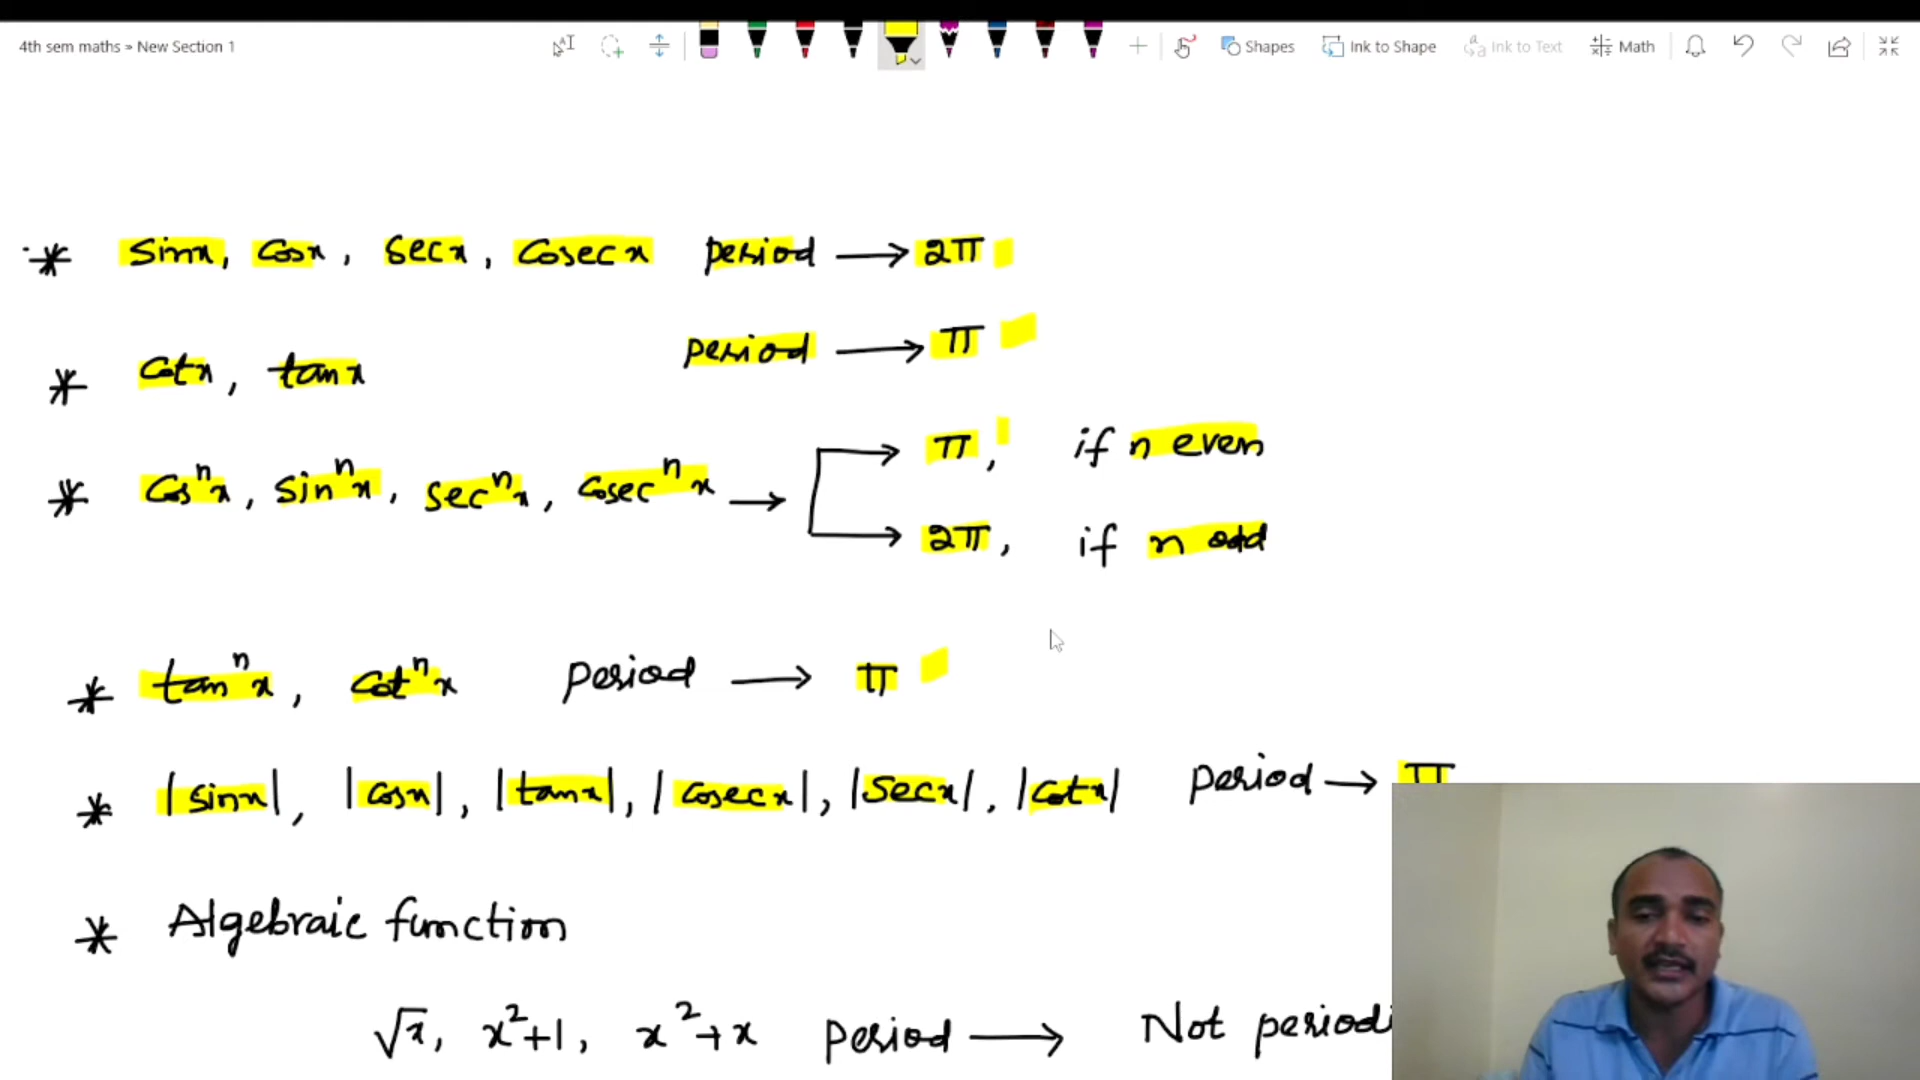 4th sem maths » New Section 1 Shapes Ink to Shape Ink to Text Math
* Sinx, Cosx, Secx, Cosecx period → 2π
* Cotx, tanx period → π
* Cosⁿx, Sinⁿx, Secⁿx, Cosecⁿx → π, if n even
2π, if n odd
* tanⁿx, Cotⁿx Period → π
* |sinx|, |cosx|, |tanx|, |cosecx|, |secx|, |cotx| Period → π
* Algebraic function
√x, x²+1, x²+x Period → Not periodi